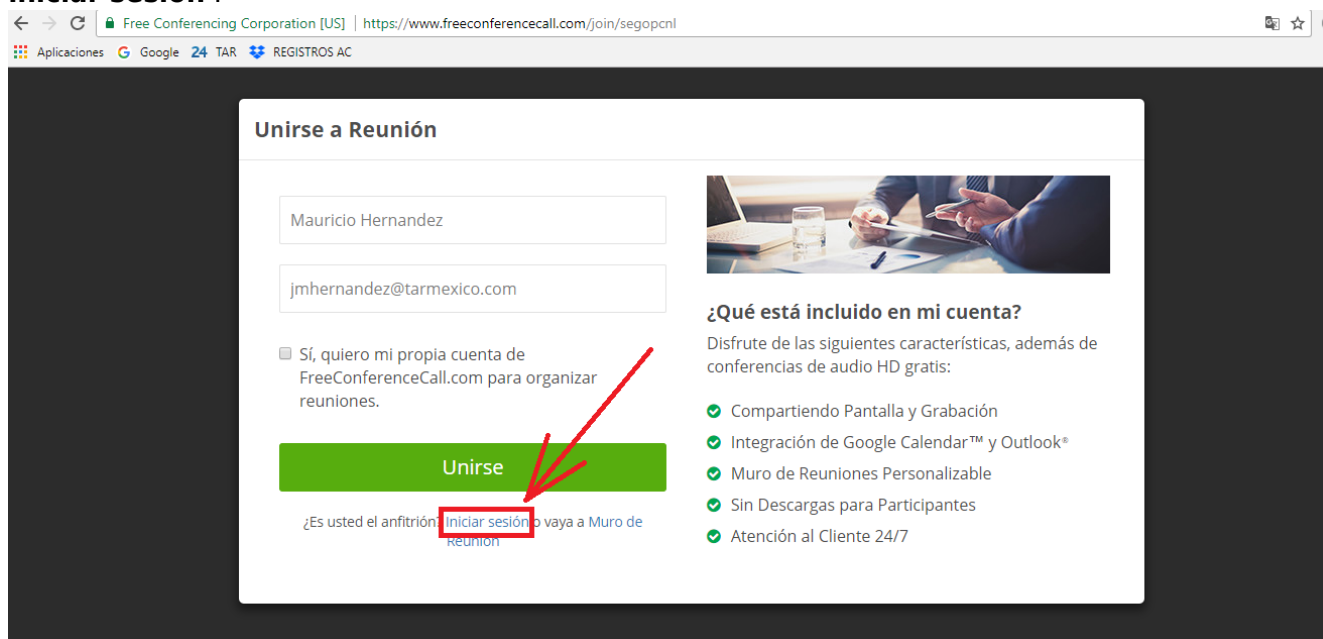 Iniciar sesión.
Free Conferencing Corporation [US] | https://www.freeconferencecall.com/join/segopcnl
Aplicaciones Google 24 TAR REGISTROS AC
Unirse a Reunión
Mauricio Hernandez
jmhernandez@tarmexico.com
Sí, quiero mi propia cuenta de
FreeConferenceCall.com para organizar
reuniones.
Unirse
¿Es usted el anfitrión? Iniciar sesión o vaya a Muro de
Reunión
¿Qué está incluido en mi cuenta?
Disfrute de las siguientes características, además de
conferencias de audio HD gratis:
Compartiendo Pantalla y Grabación
Integración de Google Calendar™ y Outlook®
Muro de Reuniones Personalizable
Sin Descargas para Participantes
Atención al Cliente 24/7